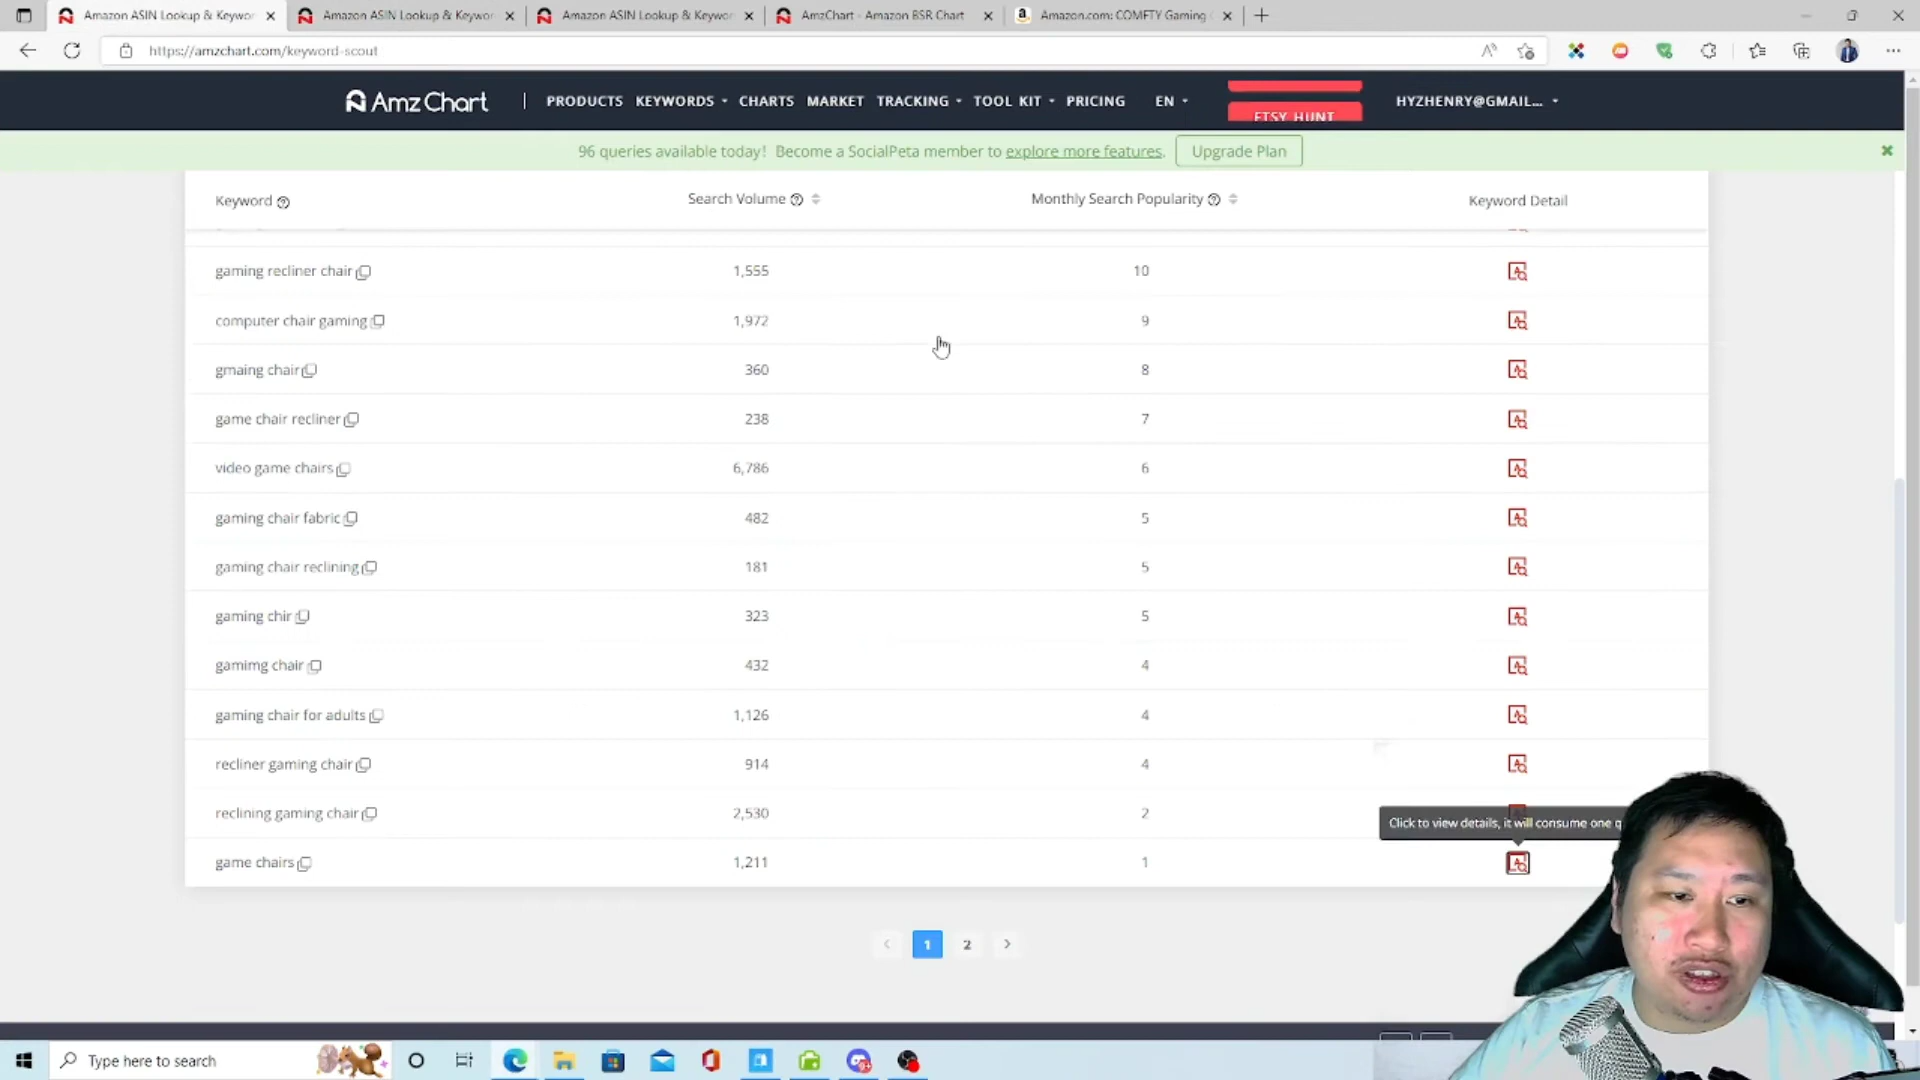 Amazon ASIN Lookup & Keywor
Amazon ASIN Lookup & Keywor
Amazon ASIN Lookup & Keywor
AmzChart - Amazon BSR Chart
Amazon.com: COMFTY Gaming
https://amzchart.com/keyword-scout
AmzChart
PRODUCTS KEYWORDS CHARTS MARKET TRACKING TOOL KIT PRICING EN ETSY HUNT HYZHENRY@GMAIL...
96 queries available today! Become a SocialPeta member to explore more features. Upgrade Plan
Keyword Search Volume Monthly Search Popularity Keyword Detail
gaming recliner chair 1,555 10
computer chair gaming 1,972 9
gmaing chair 360 8
game chair recliner 238 7
video game chairs 6,786 6
gaming chair fabric 482 5
gaming chair reclining 181 5
gaming chir 323 5
gamimg chair 432 4
gaming chair for adults 1,126 4
recliner gaming chair 914 4
reclining gaming chair 2,530 2
Click to view details, it will consume one q
game chairs 1,211 1
1 2
Type here to search